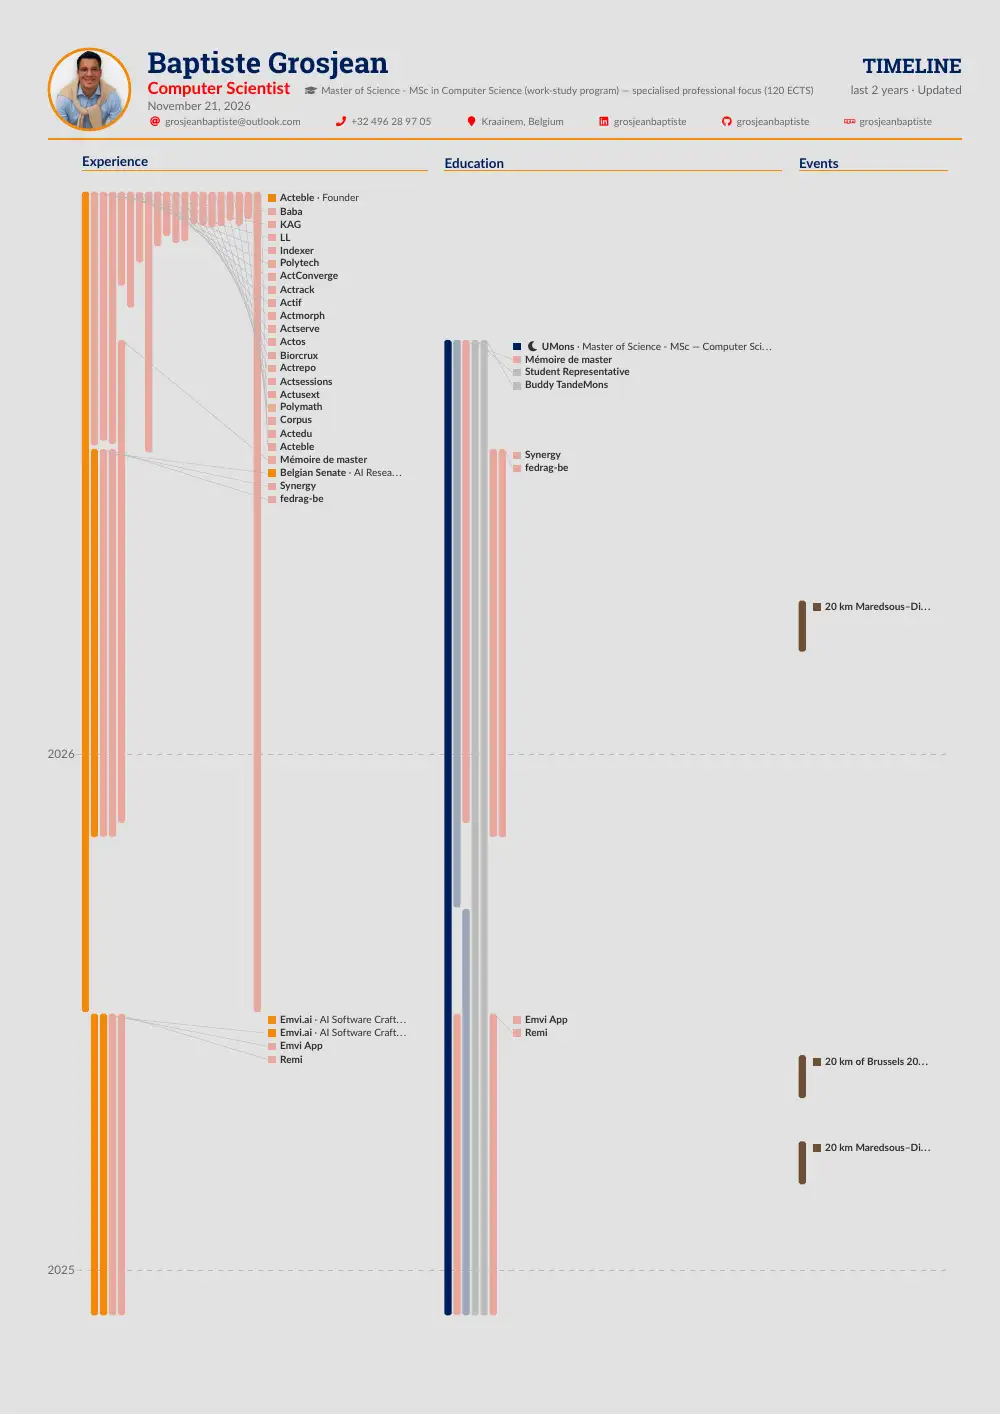 Baptiste Grosjean
TIMELINE
Computer Scientist
Master of Science - MSc in Computer Science (work-study program) — specialised professional focus (120 ECTS)
last 2 years · Updated
November 21, 2026
grosjeanbaptiste@outlook.com
+32 496 28 97 05
Kraainem, Belgium
grosjeanbaptiste
grosjeanbaptiste
grosjeanbaptiste
Experience
Acteble · Founder
Baba
KAG
LL
Indexer
Polytech
ActConverge
Actrack
Actif
Actmorph
Actserve
Actos
Biorcrux
Actrepo
Actsessions
Actusext
Polymath
Corpus
Actedu
Acteble
Mémoire de master
Belgian Senate · AI Resea...
Synergy
fedrag-be
Emvi.ai · AI Software Craft...
Emvi.ai · AI Software Craft...
Emvi App
Remi
Education
UMons · Master of Science - MSc — Computer Sci...
Mémoire de master
Student Representative
Buddy TandeMons
Synergy
fedrag-be
Emvi App
Remi
Events
20 km Maredsous–Di...
20 km of Brussels 20...
20 km Maredsous–Di...
2026
2025